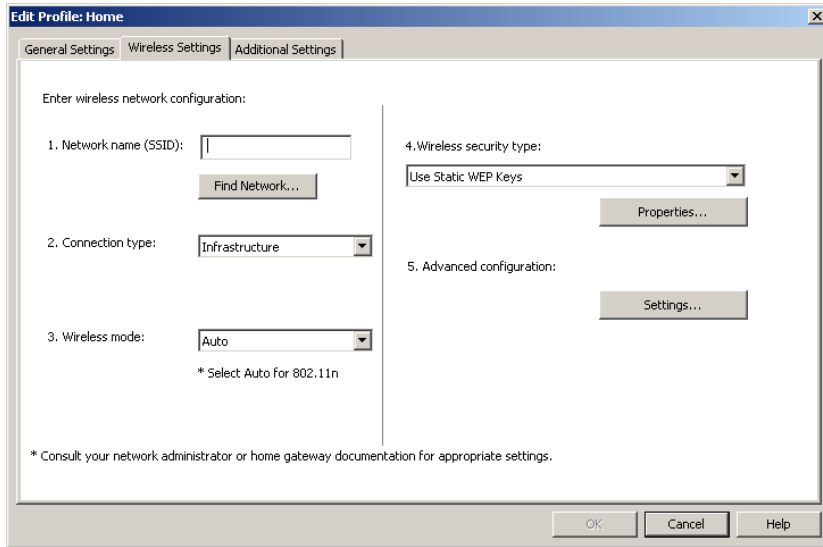 Edit Profile: Home
General Settings
Wireless Settings
Additional Settings
Enter wireless network configuration:
1. Network name (SSID):
Find Network...
2. Connection type:
Infrastructure
3. Wireless mode:
Auto
* Select Auto for 802.11n
4.Wireless security type:
Use Static WEP Keys
Properties...
5. Advanced configuration:
Settings...
* Consult your network administrator or home gateway documentation for appropriate settings.
OK
Cancel
Help